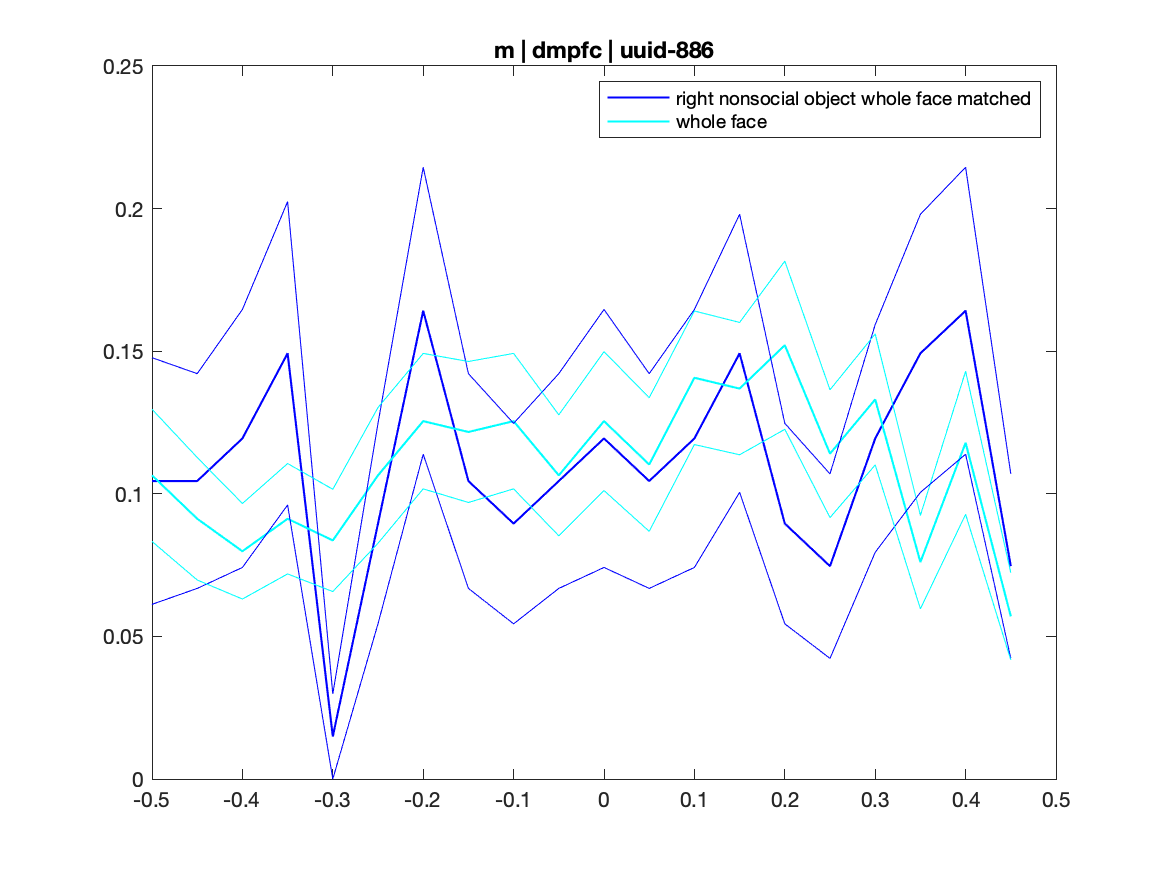 m | dmpfc | uuid-886
right nonsocial object whole face matched
whole face
0.25
0.2
0.15
0.1
0.05
0
-0.5 -0.4 -0.3 -0.2 -0.1 0 0.1 0.2 0.3 0.4 0.5